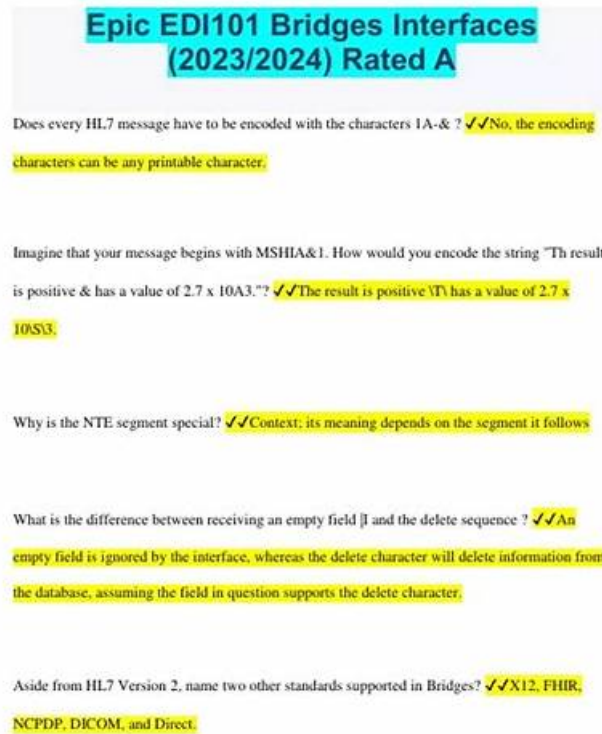 Epic EDI101 Bridges Interfaces
(2023/2024) Rated A
Does every HL7 message have to be encoded with the characters 1A-& ? ✓✓No, the encoding
characters can be any printable character.
Imagine that your message begins with MSHIA&1. How would you encode the string "Th result
is positive & has a value of 2.7 x 10A3."? ✓✓The result is positive \T\ has a value of 2.7 x
10\S\3.
Why is the NTE segment special? ✓✓Context; its meaning depends on the segment it follows
What is the difference between receiving an empty field |I and the delete sequence ? ✓✓An
empty field is ignored by the interface, whereas the delete character will delete information from
the database, assuming the field in question supports the delete character.
Aside from HL7 Version 2, name two other standards supported in Bridges? ✓✓X12, FHIR,
NCPDP, DICOM, and Direct.